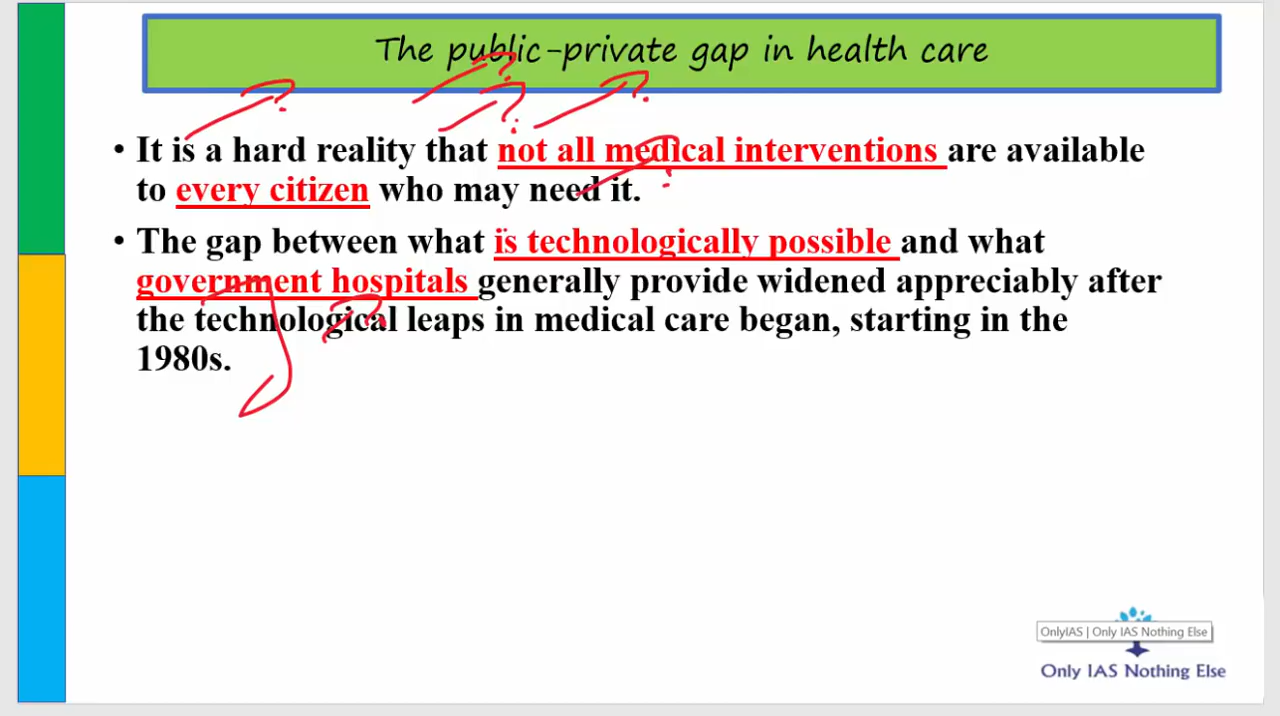 The public-private gap in health care
• It is a hard reality that not all medical interventions are available
to every citizen who may need it.
• The gap between what is technologically possible and what
government hospitals generally provide widened appreciably after
the technological leaps in medical care began, starting in the
1980s.
OnlyIAS | Only IAS Nothing Else
Only IAS Nothing Else